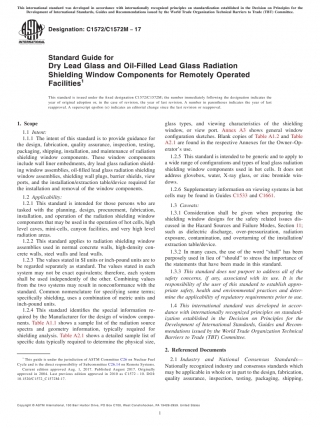 This international standard was developed in accordance with internationally recognized principles on standardization established in the Decision on Principles for the
Development of International Standards, Guides and Recommendations issued by the World Trade Organization Technical Barriers to Trade (TBT) Committee.
Designation: C1572/C1572M − 17
Standard Guide for
Dry Lead Glass and Oil-Filled Lead Glass Radiation
Shielding Window Components for Remotely Operated
Facilities1
This standard is issued under the fixed designation C1572/C1572M; the number immediately following the designation indicates the
year of original adoption or, in the case of revision, the year of last revision. A number in parentheses indicates the year of last
reapproval. A superscript epsilon (ε) indicates an editorial change since the last revision or reapproval.
1. Scope
1.1 Intent:
1.1.1 The intent of this standard is to provide guidance for
the design, fabrication, quality assurance, inspection, testing,
packaging, shipping, installation, and maintenance of radiation
shielding window components. These window components
include wall liner embedments, dry lead glass radiation shield-
ing window assemblies, oil-filled lead glass radiation shielding
window assemblies, shielding wall plugs, barrier shields, view
ports, and the installation/extraction table/device required for
the installation and removal of the window components.
1.2 Applicability:
1.2.1 This standard is intended for those persons who are
tasked with the planning, design, procurement, fabrication,
installation, and operation of the radiation shielding window
components that may be used in the operation of hot cells, high
level caves, mini-cells, canyon facilities, and very high level
radiation areas.
1.2.2 This standard applies to radiation shielding window
assemblies used in normal concrete walls, high-density con-
crete walls, steel walls and lead walls.
1.2.3 The values stated in SI units or inch-pound units are to
be regarded separately as standard. The values stated in each
system may not be exact equivalents; therefore, each system
shall be used independently of the other. Combining values
from the two systems may result in nonconformance with the
standard. Common nomenclature for specifying some terms;
specifically shielding, uses a combination of metric units and
inch-pound units.
1.2.4 This standard identifies the special information re-
quired by the Manufacturer for the design of window compo-
nents. Table A1.1 shows a sample list of the radiation source
spectra and geometry information, typically required for
shielding analysis. Table A2.1 shows a detailed sample list of
specific data typically required to determine the physical size,
glass types, and viewing characteristics of the shielding
window, or view port. Annex A3 shows general window
configuration sketches. Blank copies of Table A1.2 and Table
A2.1 are found in the respective Annexes for the Owner–Op-
erator's use.
1.2.5 This standard is intended to be generic and to apply to
a wide range of configurations and types of lead glass radiation
shielding window components used in hot cells. It does not
address glovebox, water, X-ray glass, or zinc bromide win-
dows.
1.2.6 Supplementary information on viewing systems in hot
cells may be found in Guides C1533 and C1661.
1.3 Caveats:
1.3.1 Consideration shall be given when preparing the
shielding window designs for the safety related issues dis-
cussed in the Hazard Sources and Failure Modes, Section 11;
such as dielectric discharge, over-pressurization, radiation
exposure, contamination, and overturning of the installation/
extraction table/device.
1.3.2 In many cases, the use of the word "shall" has been
purposely used in lieu of "should" to stress the importance of
the statements that have been made in this standard.
1.3.3 This standard does not purport to address all of the
safety concerns, if any, associated with its use. It is the
responsibility of the user of this standard to establish appro-
priate safety, health and environmental practices and deter-
mine the applicability of regulatory requirements prior to use.
1.4 This international standard was developed in accor-
dance with internationally recognized principles on standard-
ization established in the Decision on Principles for the
Development of International Standards, Guides and Recom-
mendations issued by the World Trade Organization Technical
Barriers to Trade (TBT) Committee.
2. Referenced Documents
2.1 Industry and National Consensus Standards—
Nationally recognized industry and consensus standards which
may be applicable in whole or in part to the design, fabrication,
quality assurance, inspection, testing, packaging, shipping,
1 This guide is under the jurisdiction of ASTM Committee C26 on Nuclear Fuel
Cycle and is the direct responsibility of Subcommittee C26.14 on Remote Systems.
Current edition approved Aug. 1, 2017. Published August 2017. Originally
approved in 2004. Last previous edition approved in 2010 as C1572 – 10. DOI:
10.1520/C1572_C1572M-17.
Copyright © ASTM International, 100 Barr Harbor Drive, PO Box C700, West Conshohocken, PA 19428-2959. United States
1